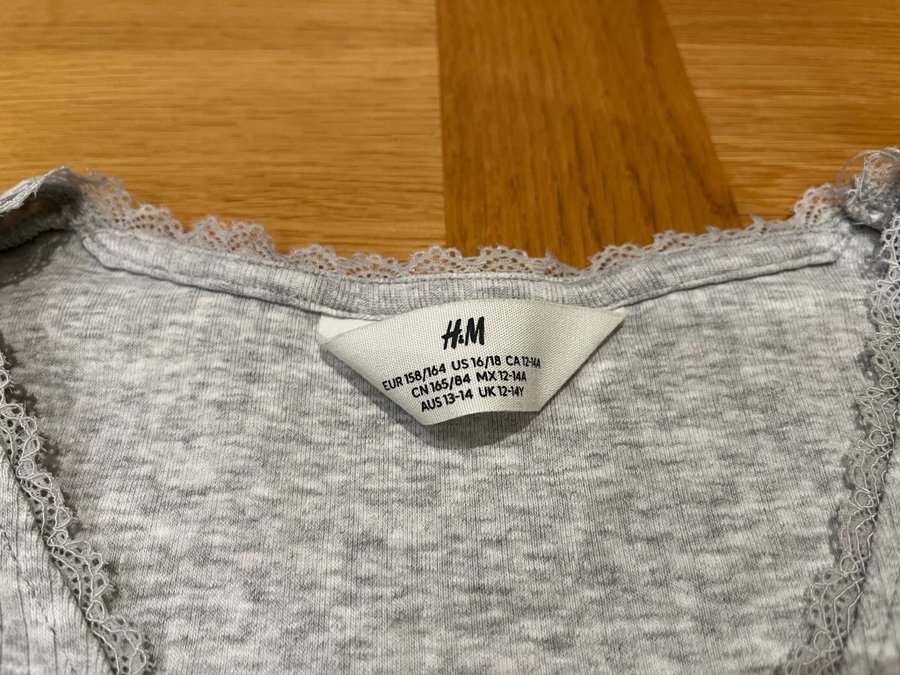 H&M
EUR 158/164 US 16/18 CA 12-14A
CN 165/84 MX 12-14A
AUS 13-14 UK 12-14Y